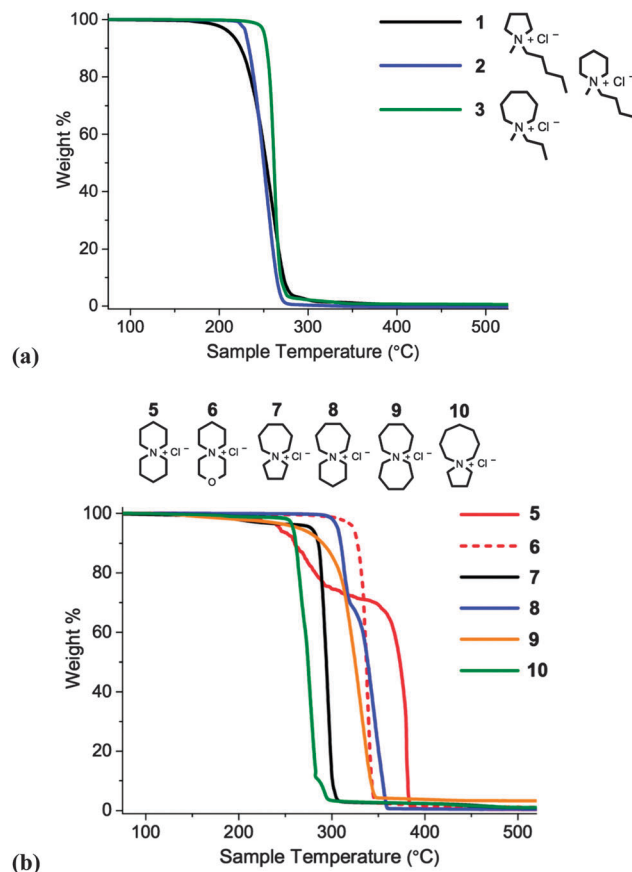 100
80
60
40
20
0
Weight %
100
200
300
400
500
Sample Temperature (°C)
1
N + Cl −
2
N + Cl −
3
N + Cl −
(a)
5 6 7 8 9 10
N + Cl − N + Cl − N + Cl − N + Cl − N + Cl − N + Cl −
O
100
80
60
40
20
0
Weight %
5
6
7
8
9
10
100 200 300 400 500
Sample Temperature (°C)
(b)